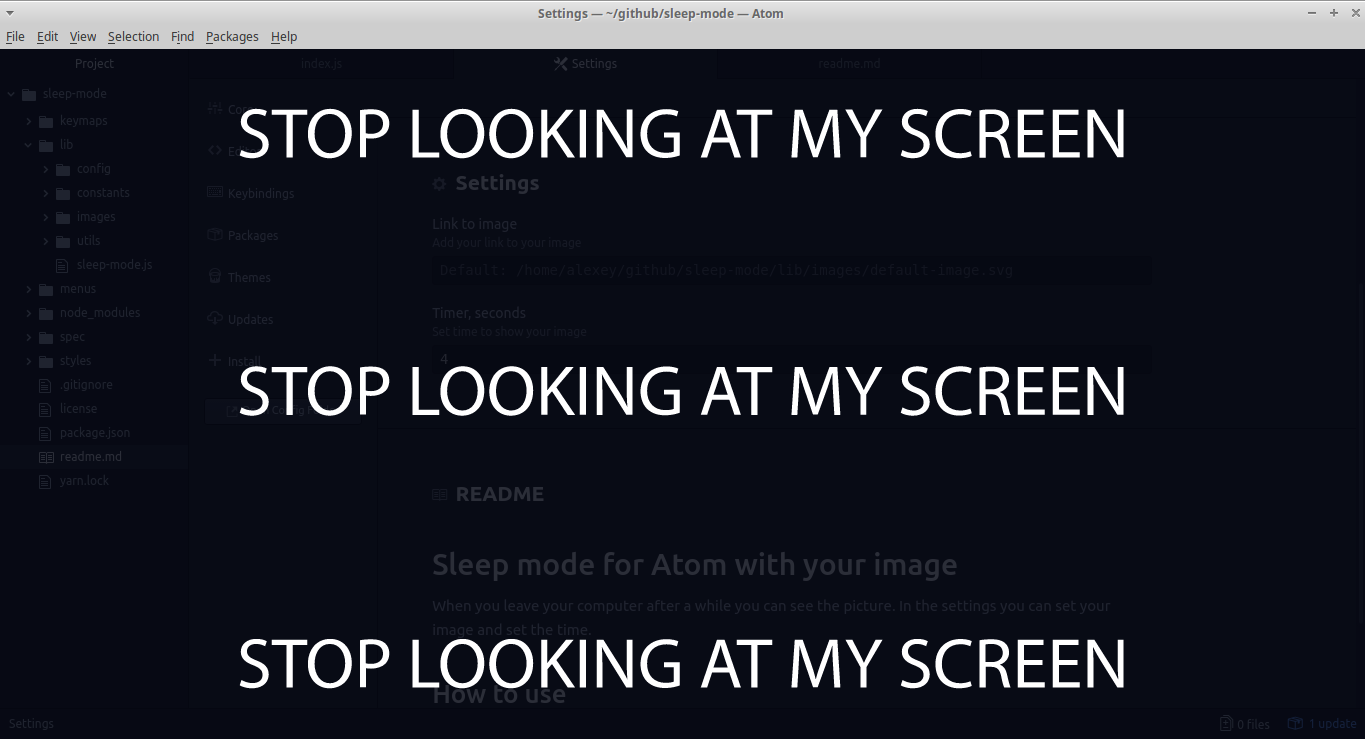 Settings — ~/github/sleep-mode — Atom
File Edit View Selection Find Packages Help
Project
index.js
Settings
readme.md
sleep-mode
keymaps
lib
config
constants
images
utils
sleep-mode.js
menus
node_modules
spec
styles
.gitignore
license
package.json
readme.md
yarn.lock
STOP LOOKING AT MY SCREEN
Keybindings
Packages
Themes
Updates
Install
Settings
Link to image
Add your link to your image
Default: /home/alexey/github/sleep-mode/lib/images/default-image.svg
Timer, seconds
Set time to show your image
4
STOP LOOKING AT MY SCREEN
README
Sleep mode for Atom with your image
When you leave your computer after a while you can see the picture. In the settings you can set your
image and set the time.
STOP LOOKING AT MY SCREEN
How to use
Settings
0 files
1 update